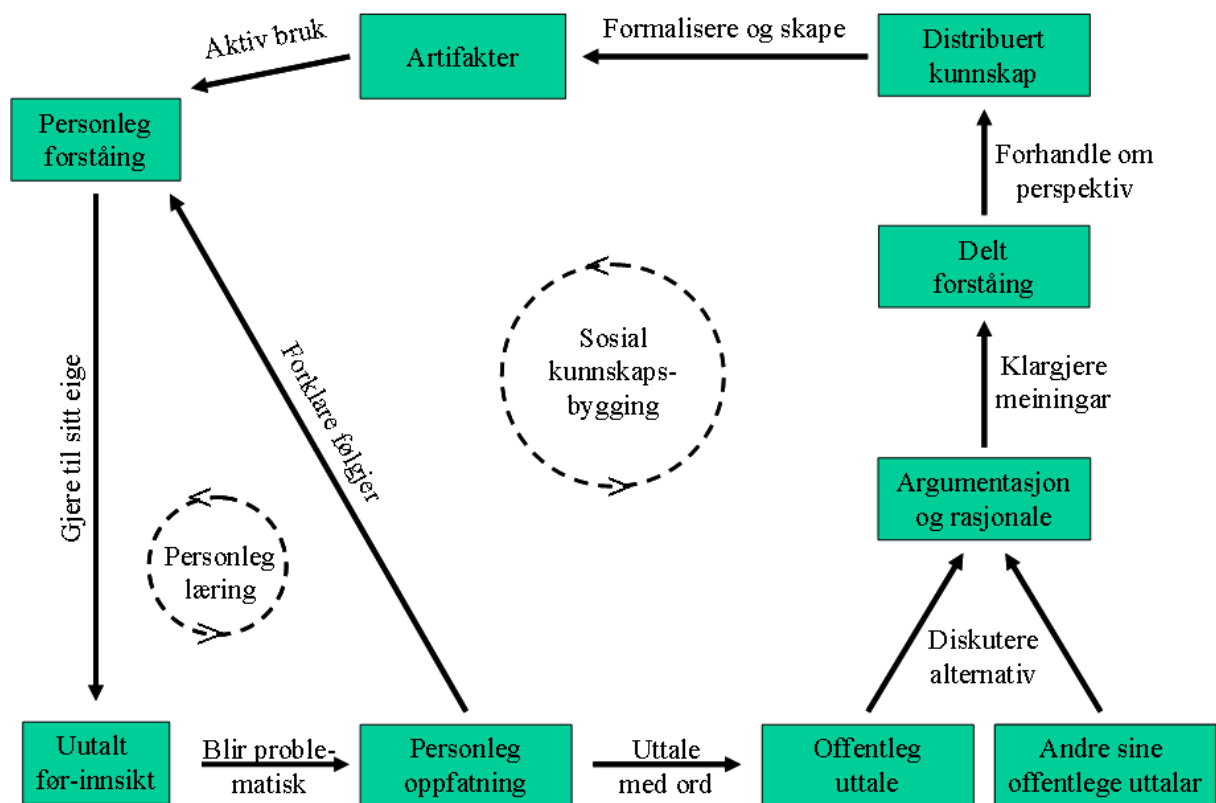 Aktiv bruk
Artifakter
Formalisere og skape
Distribuert
kunnskap
Personleg
forståing
Forhandle om
perspektiv
Delt
forståing
Sosial
kunnskaps-
bygging
Forklare følgjer
Klargjere
meiningar
Gjere til sitt eige
Argumentasjon
og rasjonale
Personleg
læring
Diskutere
alternativ
Uutalt
før-innsikt
Blir proble-
matisk
Personleg
oppfatning
Uttale
med ord
Offentleg
uttale
Andre sine
offentlege uttalar